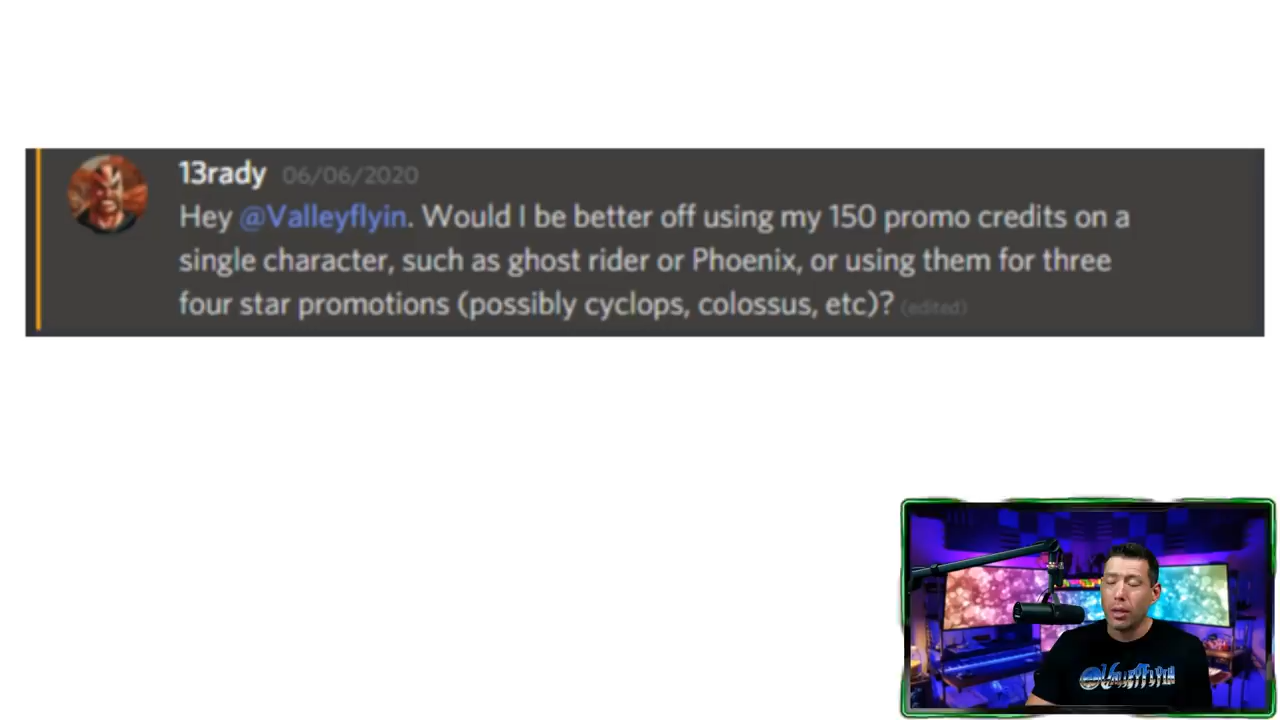 13rady 06/06/2020
Hey @Valleyflyin. Would I be better off using my 150 promo credits on a
single character, such as ghost rider or Phoenix, or using them for three
four star promotions (possibly cyclops, colossus, etc)? (edited)
VALLEYFLYIN